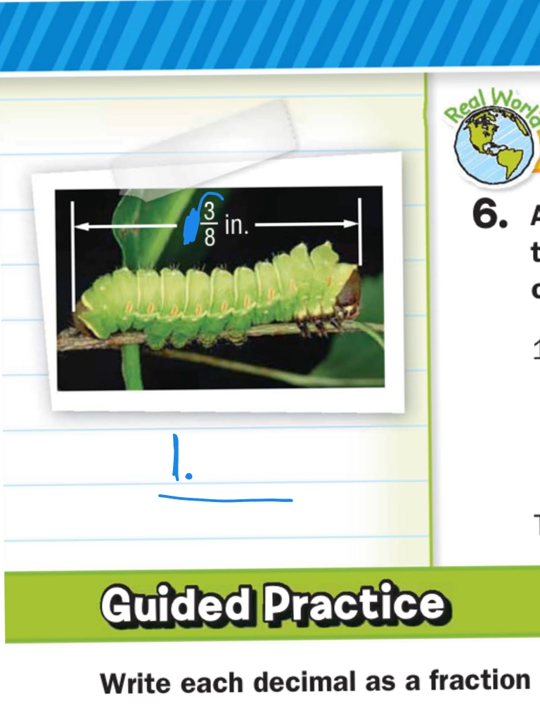 Real World
3/8 in.
6.
1.
Guided Practice
Write each decimal as a fraction